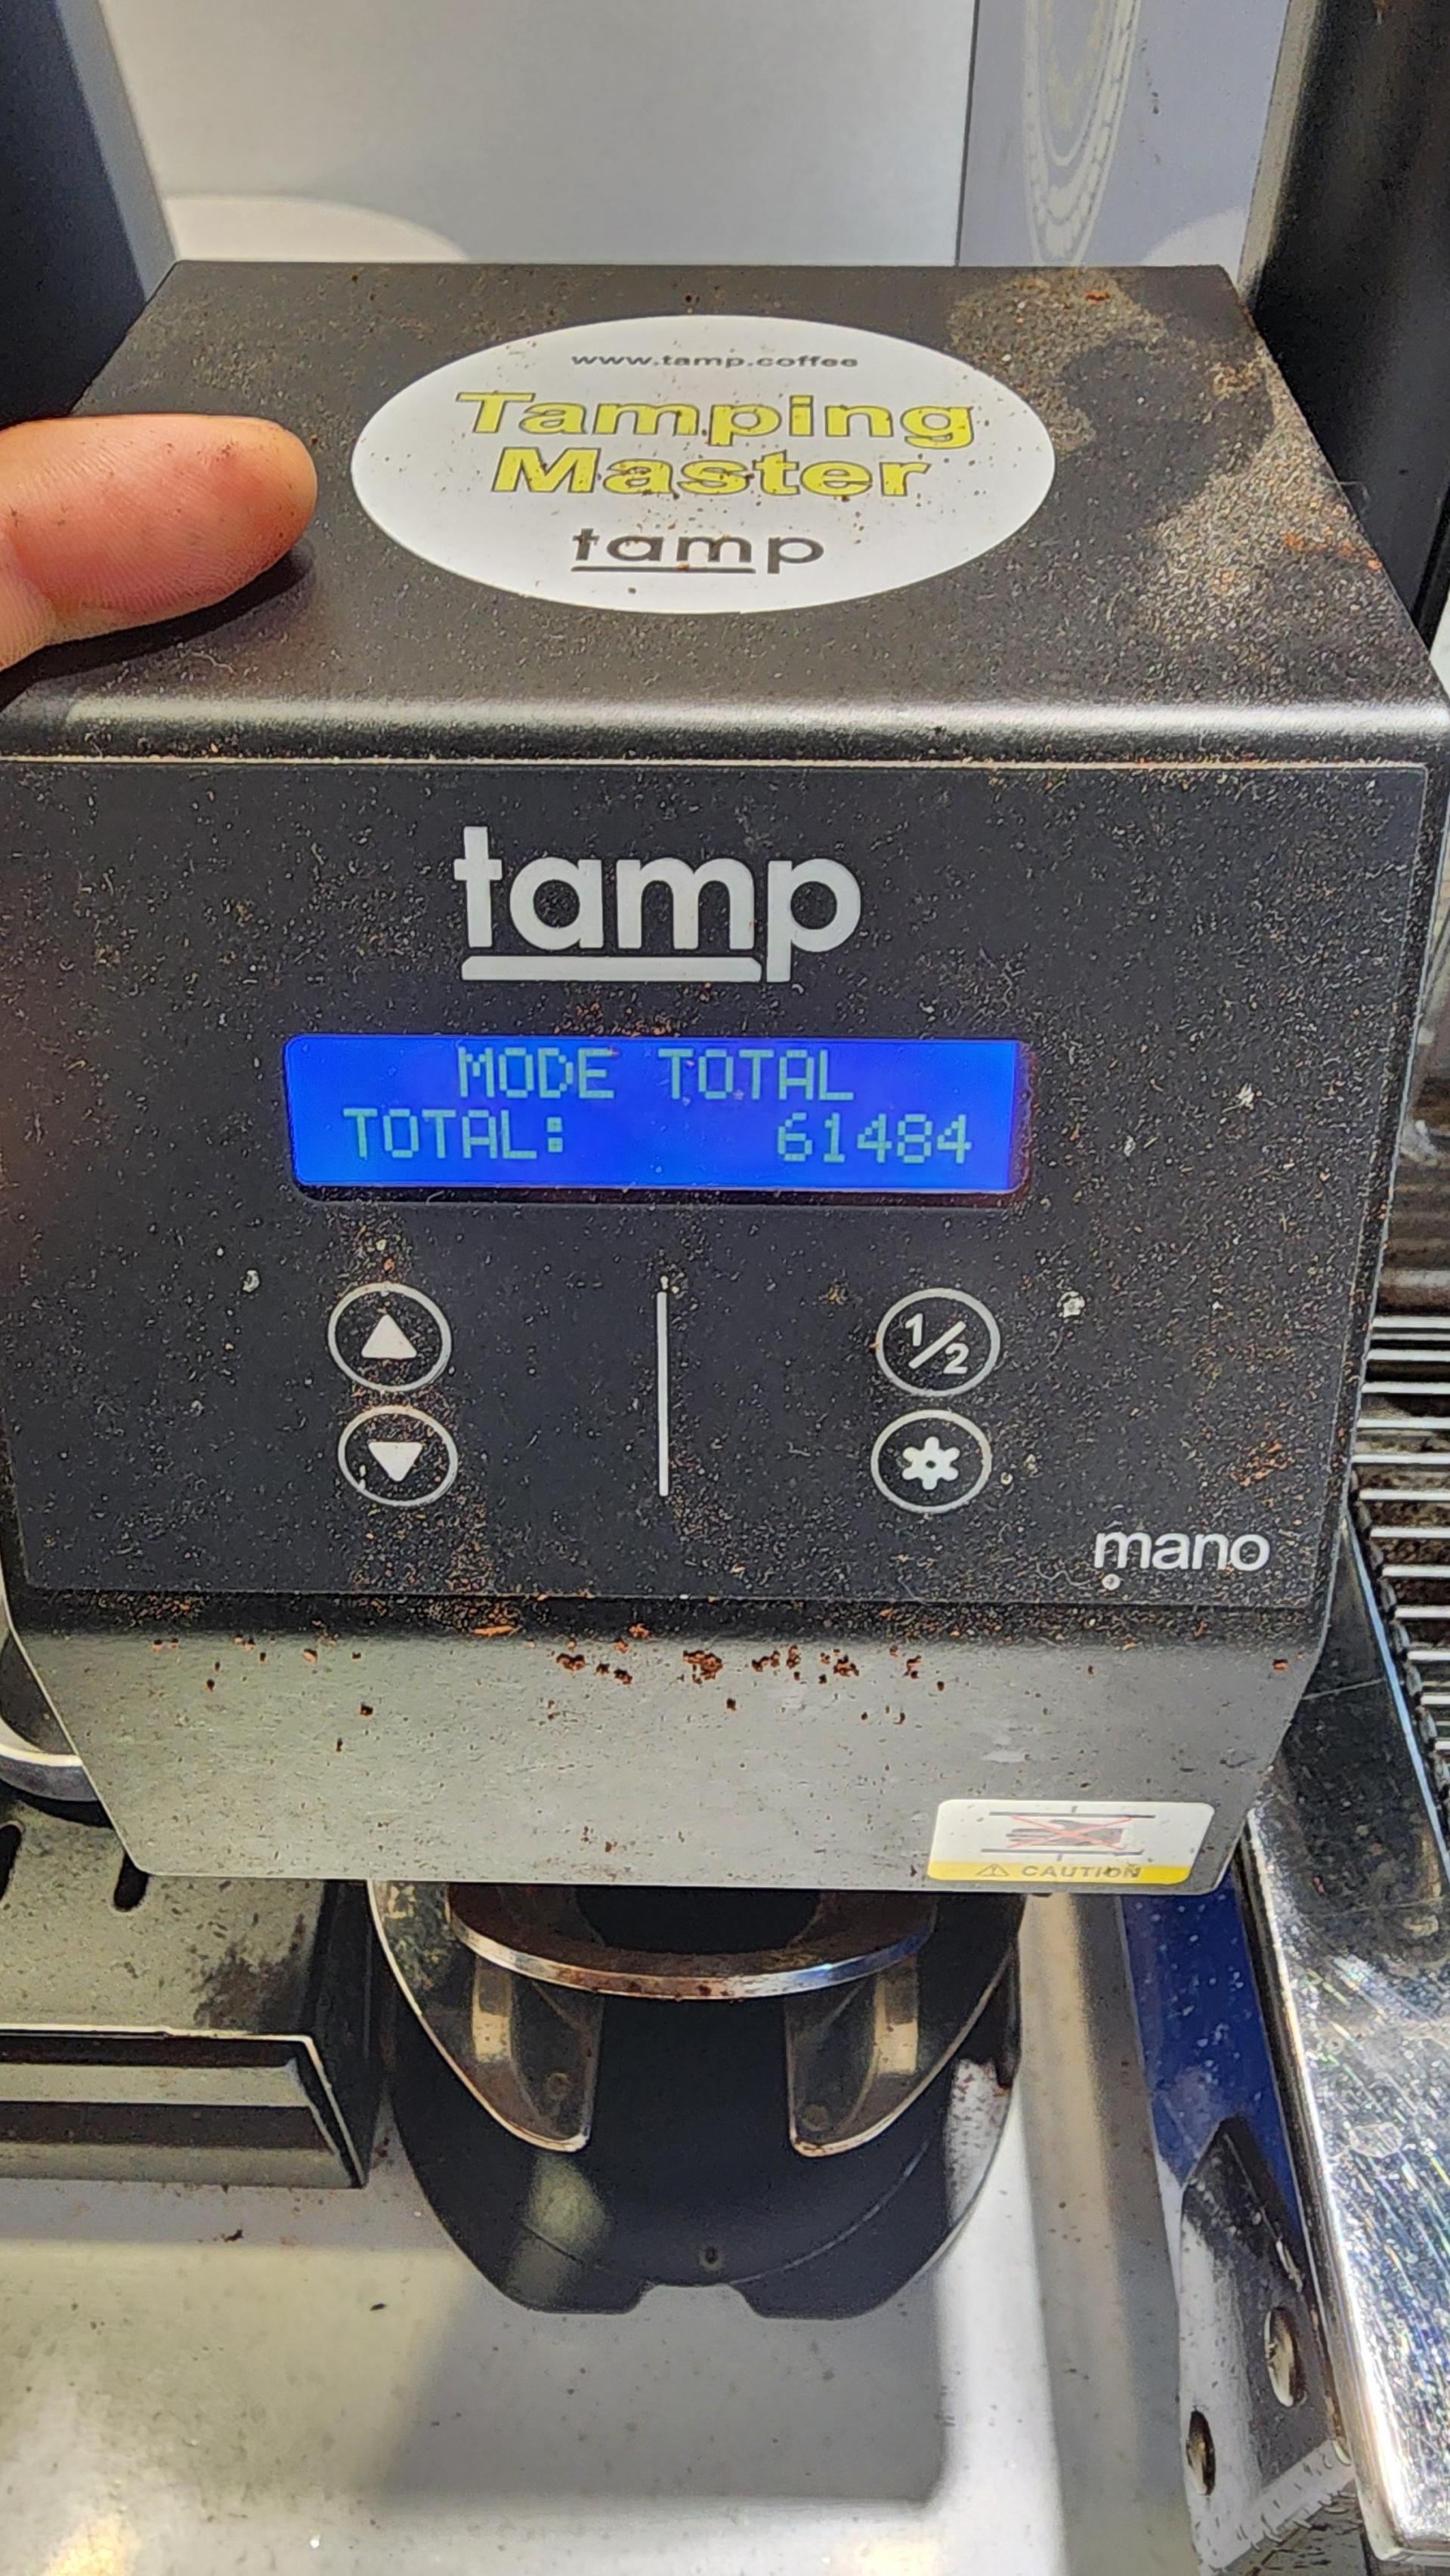 www.tamp.coffee
Tamping
Master
tamp
tamp
MODE TOTAL
TOTAL: 61484
1/2
mano
⚠ CAUTION